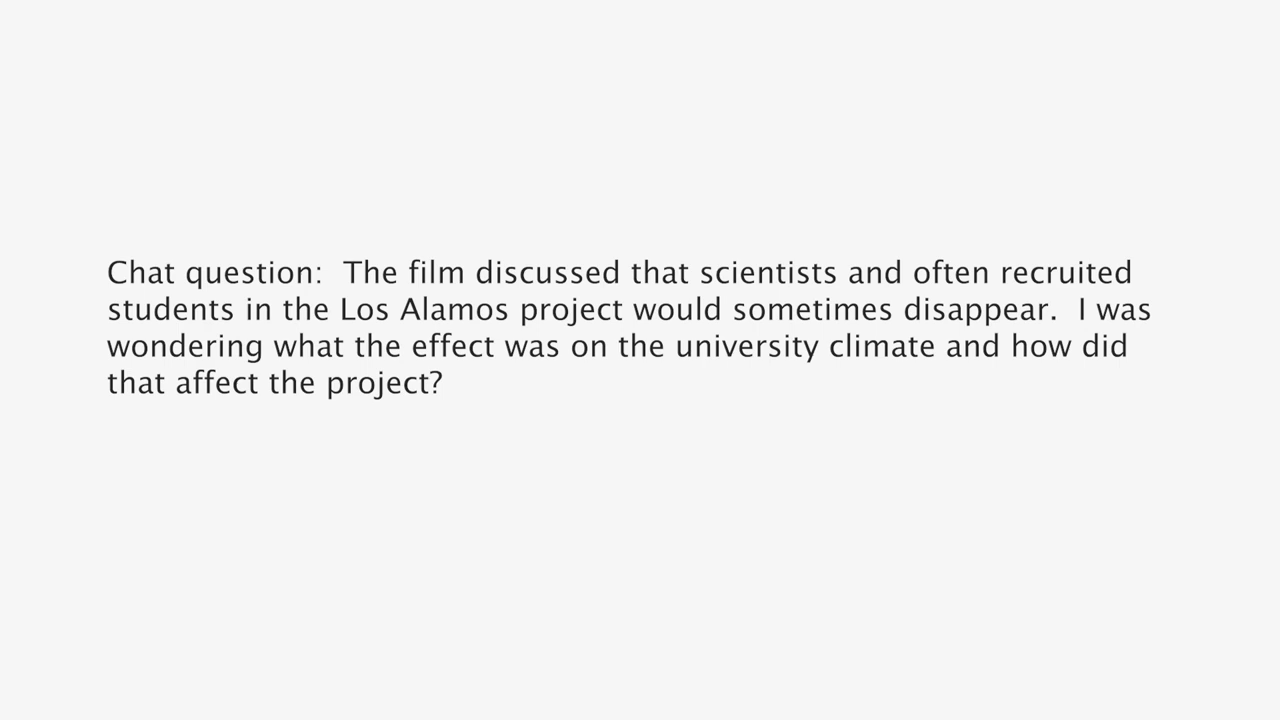 Chat question:  The film discussed that scientists and often recruited
students in the Los Alamos project would sometimes disappear.  I was
wondering what the effect was on the university climate and how did
that affect the project?